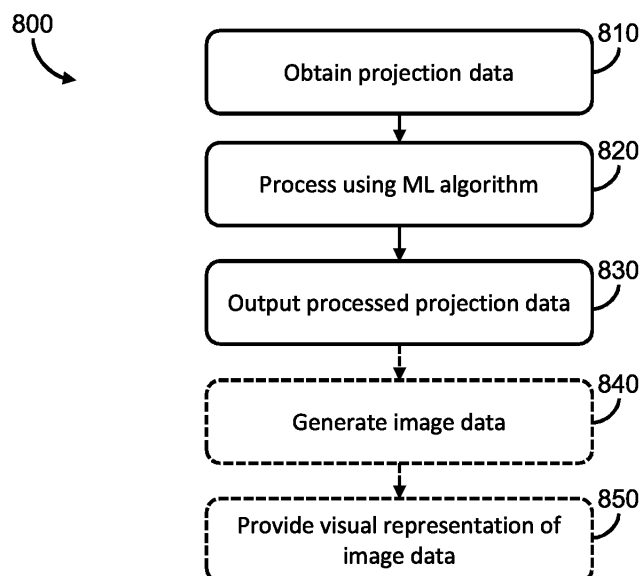 800
810
Obtain projection data
820
Process using ML algorithm
830
Output processed projection data
840
Generate image data
850
Provide visual representation of
image data